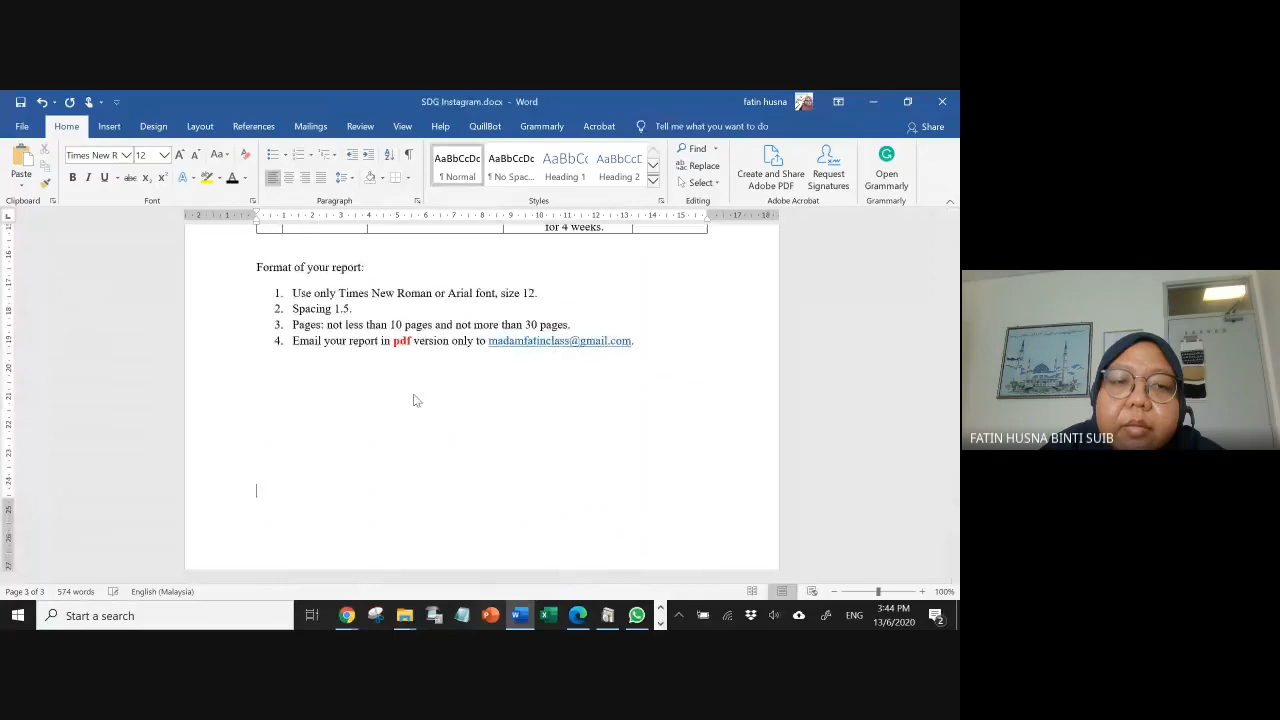 SDG Instagram.docx - Word
fatin husna
File Home Insert Design Layout References Mailings Review View Help QuillBot Grammarly Acrobat Tell me what you want to do Share
Paste
Clipboard
Times New R 12
Font
Paragraph
AaBbCcDc AaBbCcDc AaBbC AaBbCcD
¶ Normal ¶ No Spac... Heading 1 Heading 2
Styles
Find
Replace
Select
Editing
Create and Share Adobe PDF
Request Signatures
Adobe Acrobat
Open Grammarly
Grammarly
for 4 weeks.
Format of your report:
1. Use only Times New Roman or Arial font, size 12.
2. Spacing 1.5.
3. Pages: not less than 10 pages and not more than 30 pages.
4. Email your report in pdf version only to madamfatinclass@gmail.com.
Page 3 of 3 574 words English (Malaysia) 100%
Start a search
ENG
3:44 PM
13/6/2020
2
FATIN HUSNA BINTI SUIB